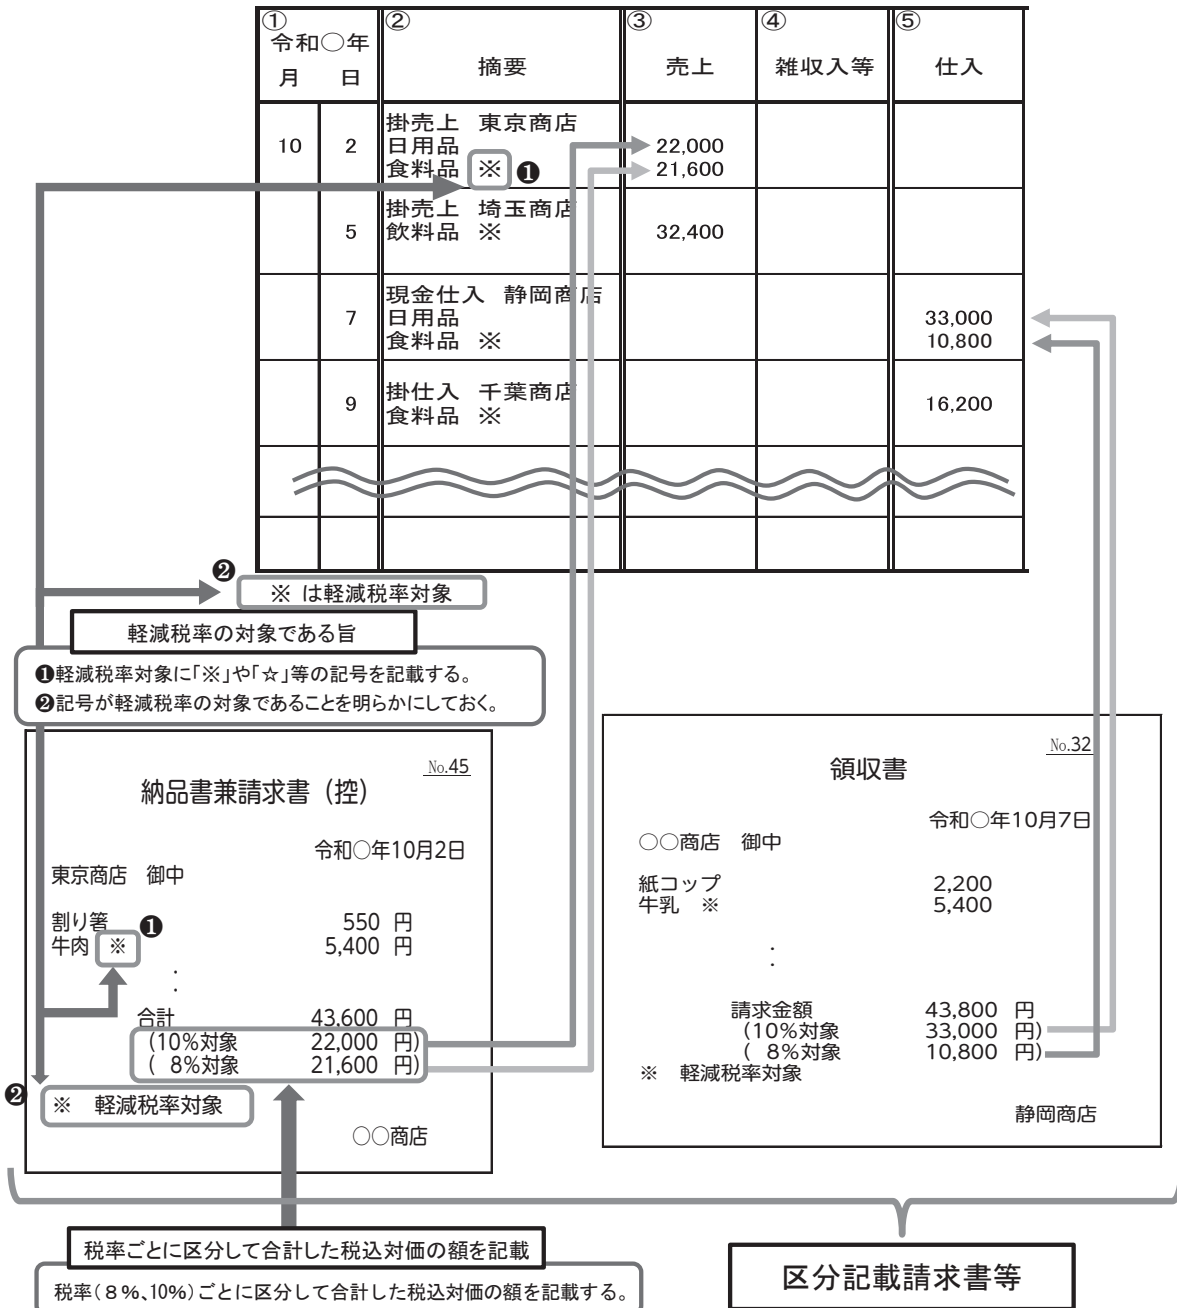 ① ② ③ ④ ⑤
令和○年
月 日 摘要 売上 雑収入等 仕入
掛売上 東京商店
10 2 日用品 22,000
食料品 ※ ❶ 21,600
掛売上 埼玉商店
5 飲料品 ※ 32,400
現金仕入 静岡商店
7 日用品 33,000
食料品 ※ 10,800
掛仕入 千葉商店
9 食料品 ※ 16,200
❷
※ は軽減税率対象
軽減税率の対象である旨
❶軽減税率対象に「※」や「☆」等の記号を記載する。
❷記号が軽減税率の対象であることを明らかにしておく。
No.45
納品書兼請求書（控）
令和○年10月2日
東京商店 御中
割り箸 550 円
牛肉 ※ ❶ 5,400 円
:
合計 43,600 円
(10%対象 22,000 円)
( 8%対象 21,600 円)
❷ ※ 軽減税率対象
○○商店
No.32
領収書
令和○年10月7日
○○商店 御中
紙コップ 2,200
牛乳 ※ 5,400
:
請求金額 43,800 円
(10%対象 33,000 円)
( 8%対象 10,800 円)
※ 軽減税率対象
静岡商店
税率ごとに区分して合計した税込対価の額を記載
税率(８%、10%)ごとに区分して合計した税込対価の額を記載する。
区分記載請求書等